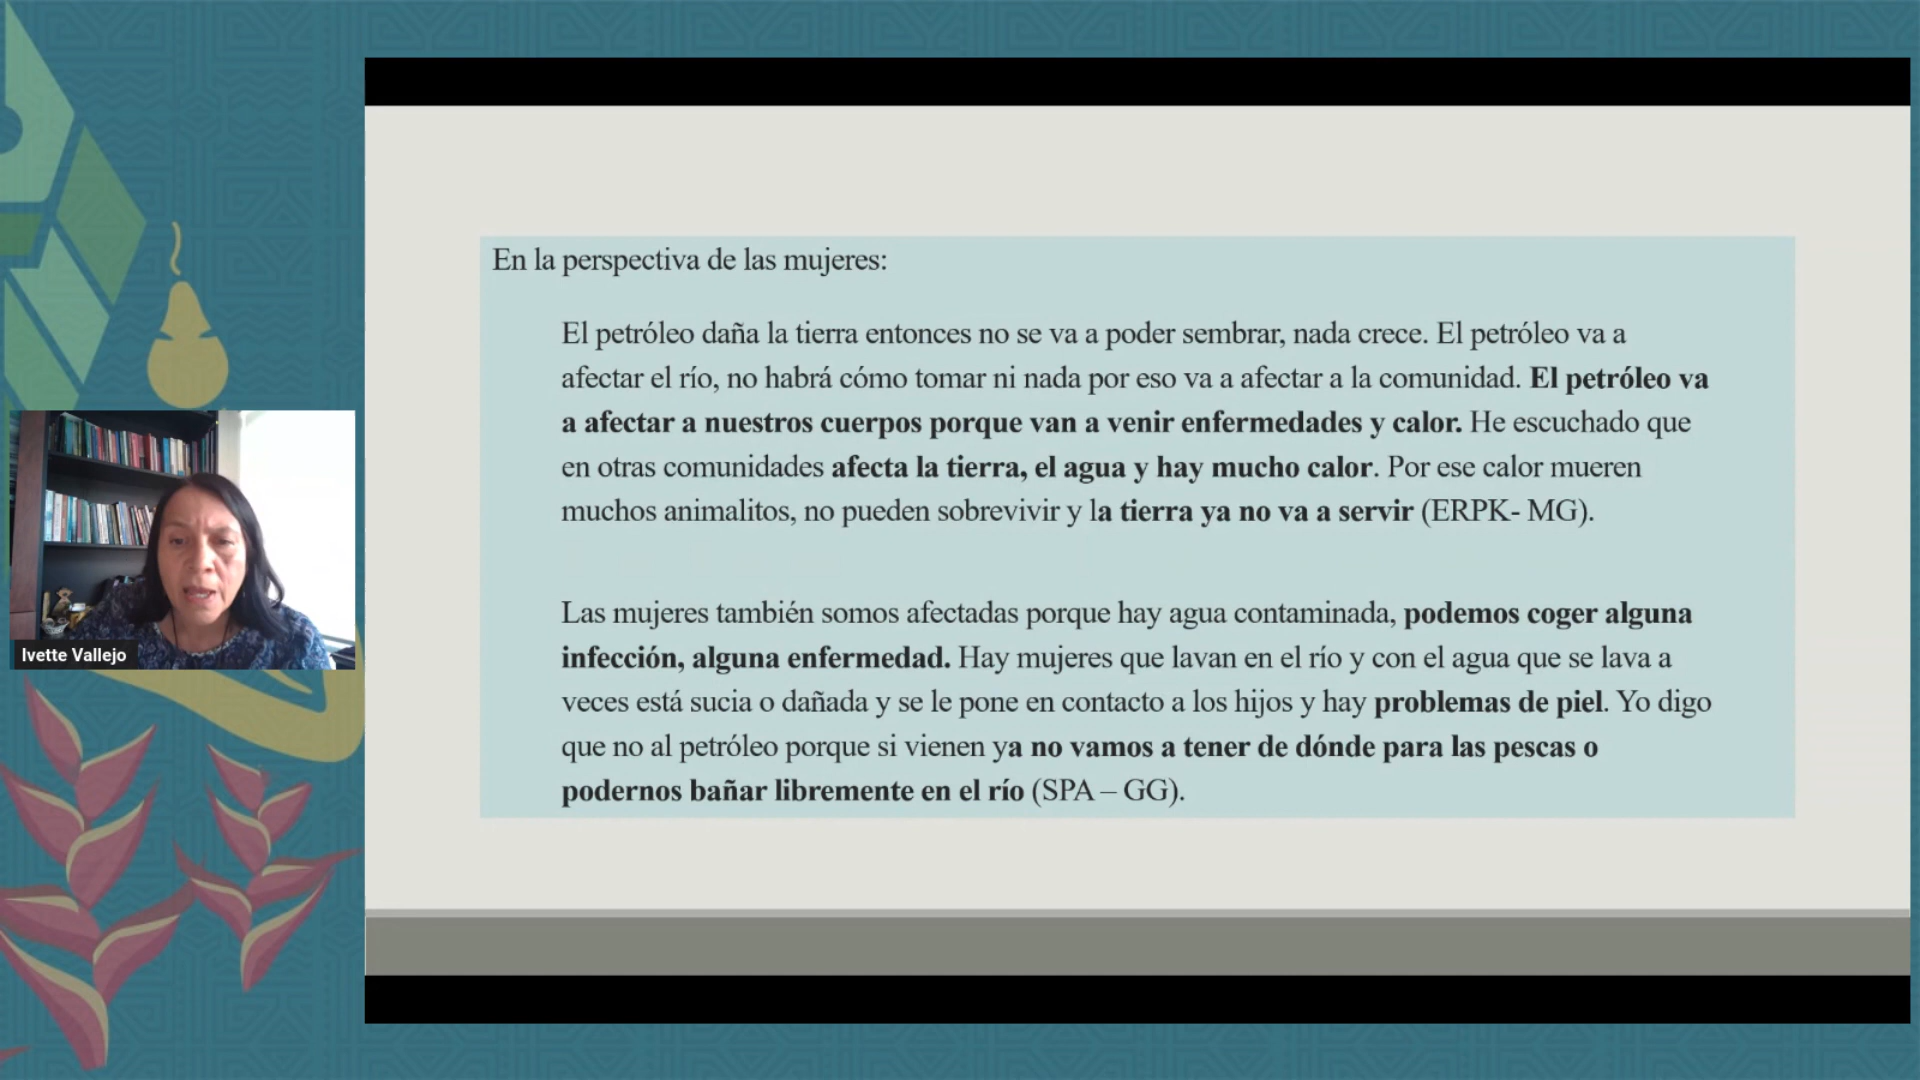 En la perspectiva de las mujeres:
El petróleo daña la tierra entonces no se va a poder sembrar, nada crece. El petróleo va a
afectar el río, no habrá cómo tomar ni nada por eso va a afectar a la comunidad. El petróleo va
a afectar a nuestros cuerpos porque van a venir enfermedades y calor. He escuchado que
en otras comunidades afecta la tierra, el agua y hay mucho calor. Por ese calor mueren
muchos animalitos, no pueden sobrevivir y la tierra ya no va a servir (ERPK- MG).
Las mujeres también somos afectadas porque hay agua contaminada, podemos coger alguna
infección, alguna enfermedad. Hay mujeres que lavan en el río y con el agua que se lava a
veces está sucia o dañada y se le pone en contacto a los hijos y hay problemas de piel. Yo digo
que no al petróleo porque si vienen ya no vamos a tener de dónde para las pescas o
podernos bañar libremente en el río (SPA – GG).
Ivette Vallejo